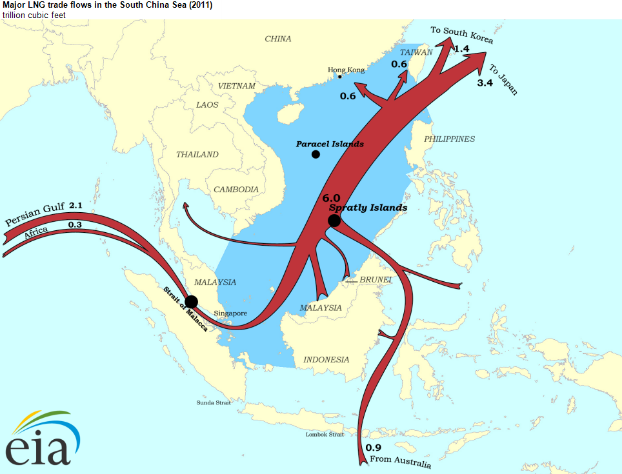 Major LNG trade flows in the South China Sea (2011)
trillion cubic feet
To South Korea
1.4
CHINA
TAIWAN
0.6
Hong Kong
To Japan
3.4
VIETNAM
0.6
LAOS
PHILIPPINES
Paracel Islands
THAILAND
CAMBODIA
6.0
Spratly Islands
Persian Gulf 2.1
Africa 0.3
MALAYSIA
BRUNEI
Strait of Malacca
Singapore
MALAYSIA
INDONESIA
Sunda Strait
Lombok Strait
0.9
From Australia
eia